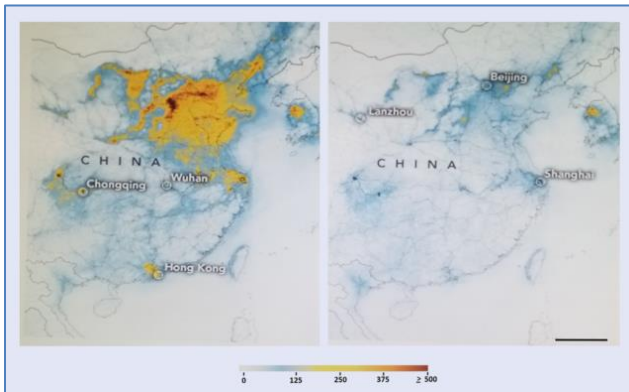 CHINA
Chongqing
Wuhan
Hong Kong
Beijing
Lanzhou
CHINA
Shanghai
0 125 250 375 ≥ 500